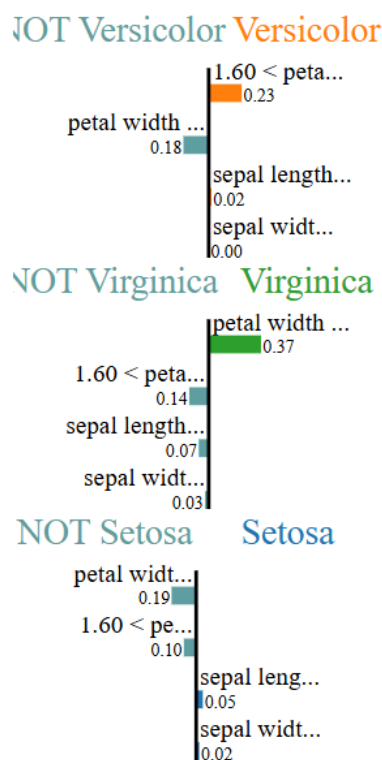 NOT Versicolor Versicolor
1.60 < peta...
0.23
petal width ...
0.18
sepal length...
0.02
sepal widt...
0.00
NOT Virginica Virginica
petal width ...
0.37
1.60 < peta...
0.14
sepal length...
0.07
sepal widt...
0.03
NOT Setosa Setosa
petal widt...
0.19
1.60 < pe...
0.10
sepal leng...
0.05
sepal widt...
0.02